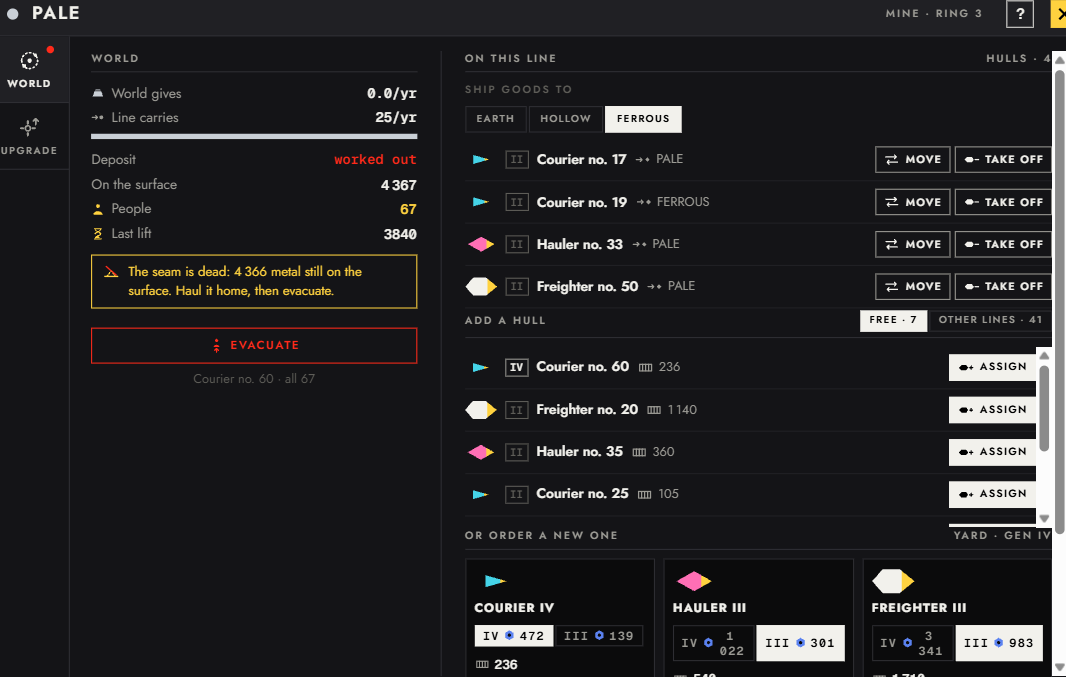 PALE
MINE · RING 3
?
WORLD
UPGRADE
WORLD
World gives 0.0/yr
Line carries 25/yr
Deposit worked out
On the surface 4 367
People 67
Last lift 3840
The seam is dead: 4 366 metal still on the
surface. Haul it home, then evacuate.
EVACUATE
Courier no. 60 · all 67
ON THIS LINE HULLS · 4
SHIP GOODS TO
EARTH HOLLOW FERROUS
II Courier no. 17 PALE MOVE TAKE OFF
II Courier no. 19 FERROUS MOVE TAKE OFF
II Hauler no. 33 PALE MOVE TAKE OFF
II Freighter no. 50 PALE MOVE TAKE OFF
ADD A HULL FREE · 7 OTHER LINES · 41
IV Courier no. 60 236 ASSIGN
II Freighter no. 20 1 140 ASSIGN
II Hauler no. 35 360 ASSIGN
II Courier no. 25 105 ASSIGN
OR ORDER A NEW ONE YARD · GEN IV
COURIER IV
IV 472 III 139
236
HAULER III
IV 1 022 III 301
FREIGHTER III
IV 3 341 III 983